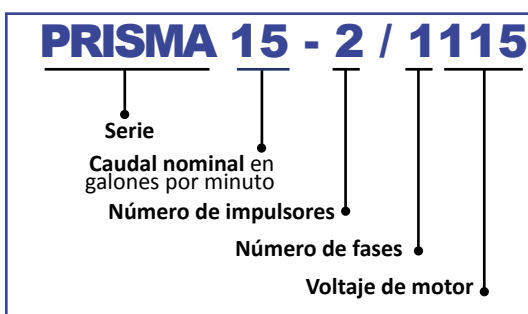 PRISMA 15 - 2 / 1115
Serie
Caudal nominal en
galones por minuto
Número de impulsores
Número de fases
Voltaje de motor